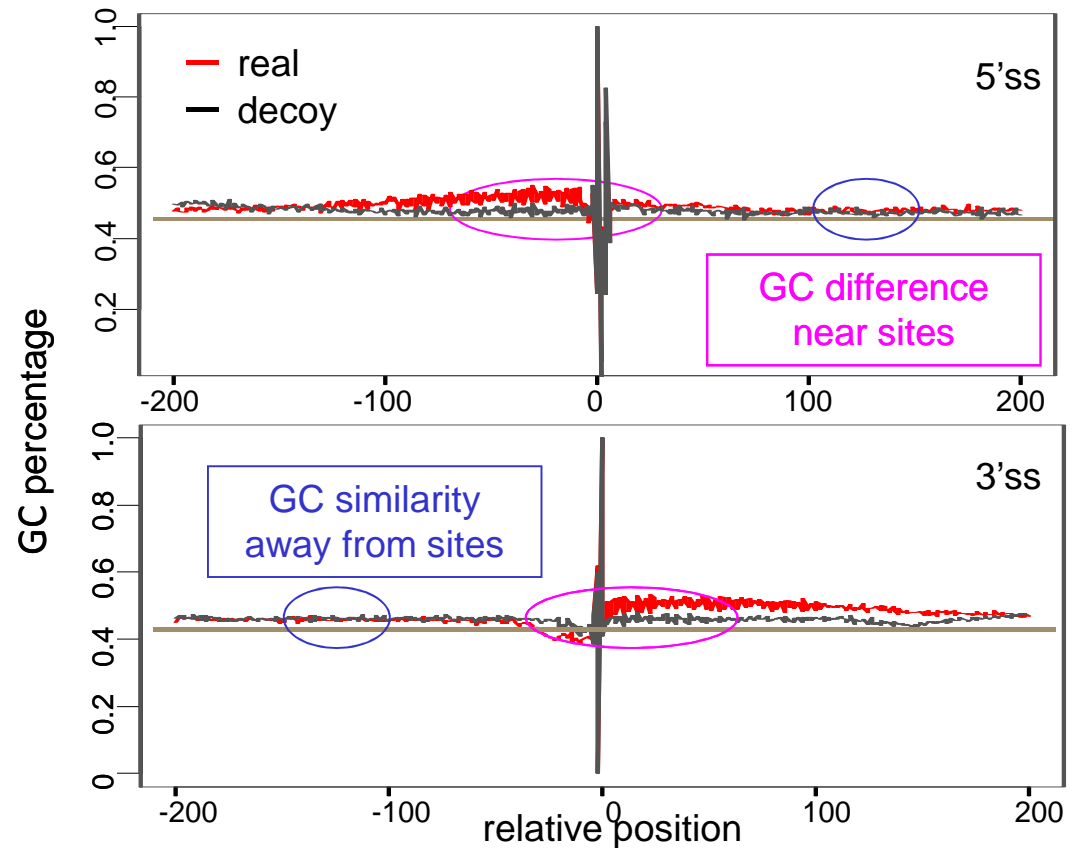 GC percentage
1.0
0.8
0.6
0.4
0.2
real
decoy
5'ss
GC difference
near sites
-200
-100
0
100
200
1.0
0.8
0.6
0.4
0.2
0
3'ss
GC similarity
away from sites
-200
-100
0
100
200
relative position